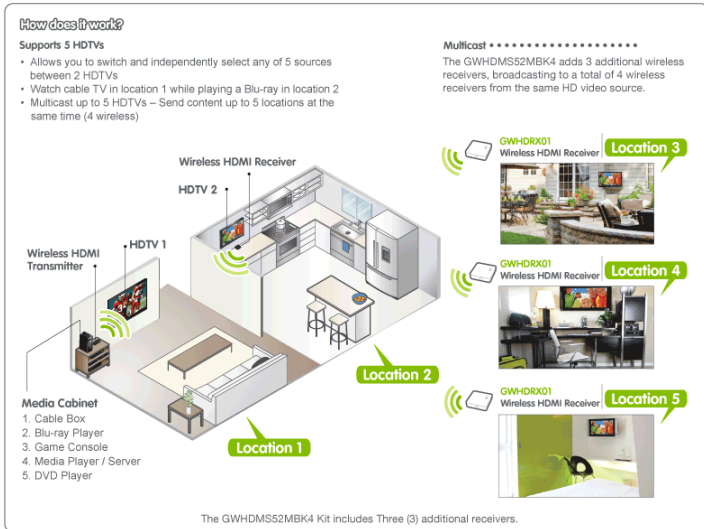 How does it work?
Supports 5 HDTVs
• Allows you to switch and independently select any of 5 sources
between 2 HDTVs
• Watch cable TV in location 1 while playing a Blu-ray in location 2
• Multicast up to 5 HDTVs – Send content up to 5 locations at the
same time (4 wireless)
Multicast
The GWHDMS52MBK4 adds 3 additional wireless
receivers, broadcasting to a total of 4 wireless
receivers from the same HD video source.
Wireless HDMI Receiver
HDTV 2
HDTV 1
Wireless HDMI
Transmitter
Media Cabinet
1. Cable Box
2. Blu-ray Player
3. Game Console
4. Media Player / Server
5. DVD Player
Location 1
Location 2
GWHDRX01
Wireless HDMI Receiver
Location 3
GWHDRX01
Wireless HDMI Receiver
Location 4
GWHDRX01
Wireless HDMI Receiver
Location 5
The GWHDMS52MBK4 Kit includes Three (3) additional receivers.